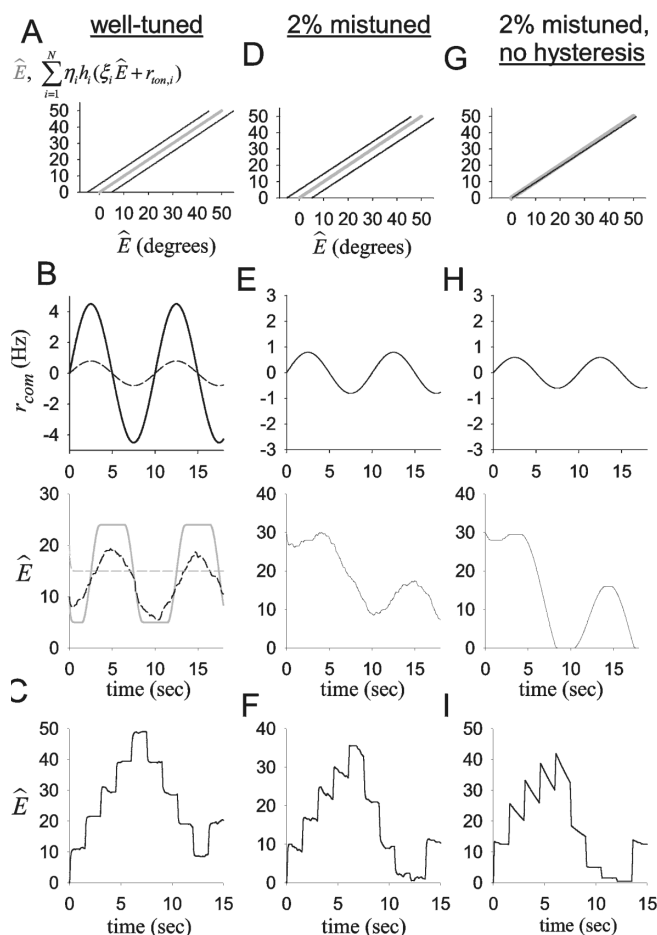 A well-tuned
D 2% mistuned
G 2% mistuned, no hysteresis
Ê, Σ i=1 N η_i h_i(ξ_i Ê + r_ton,i)
50
40
30
20
10
0
0 10 20 30 40 50
Ê (degrees)
50
40
30
20
10
0
0 10 20 30 40 50
Ê (degrees)
50
40
30
20
10
0
0 10 20 30 40 50
Ê (degrees)
B
r_com (Hz)
4
2
0
-2
-4
0 5 10 15
E
3
2
1
0
-1
-2
-3
0 5 10 15
H
3
2
1
0
-1
-2
-3
0 5 10 15
Ê
30
20
10
0
0 5 10 15
time (sec)
40
30
20
10
0
0 5 10 15
time (sec)
40
30
20
10
0
0 5 10 15
time (sec)
C
Ê
50
40
30
20
10
0
0 5 10 15
time (sec)
F
40
30
20
10
0
0 5 10 15
time (sec)
I
50
40
30
20
10
0
0 5 10 15
time (sec)